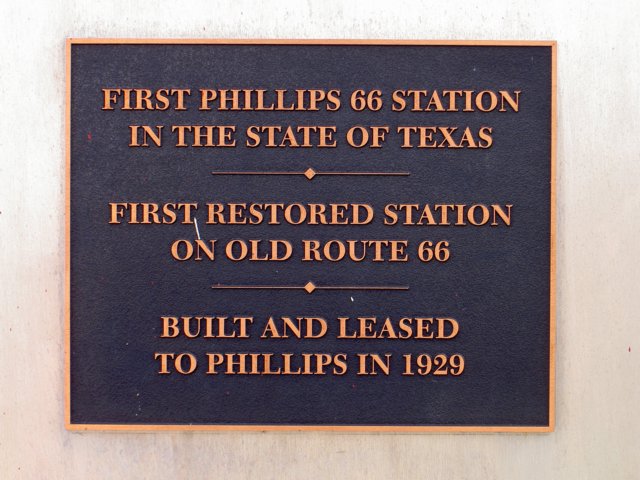 FIRST PHILLIPS 66 STATION
IN THE STATE OF TEXAS
FIRST RESTORED STATION
ON OLD ROUTE 66
BUILT AND LEASED
TO PHILLIPS IN 1929